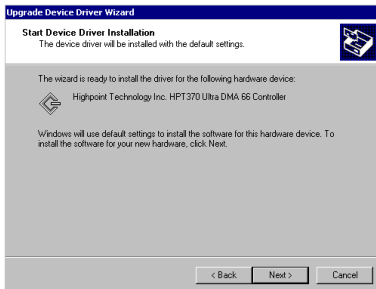 Upgrade Device Driver Wizard
Start Device Driver Installation
The device driver will be installed with the default settings.
The wizard is ready to install the driver for the following hardware device:
Highpoint Technology Inc. HPT370 Ultra DMA 66 Controller
Windows will use default settings to install the software for this hardware device. To
install the software for your new hardware, click Next.
< Back
Next >
Cancel